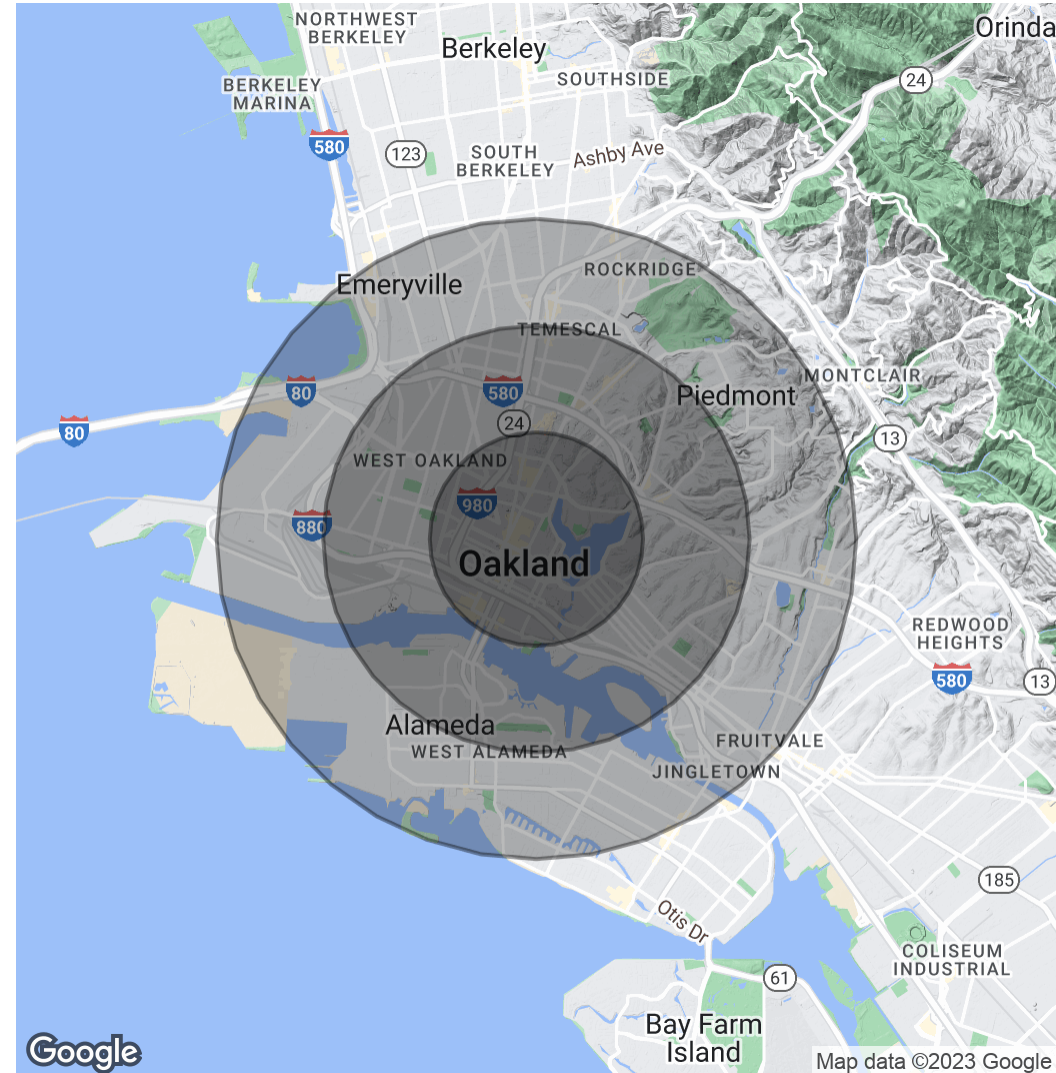 NORTHWEST
BERKELEY
Berkeley
Orinda
SOUTHSIDE
24
BERKELEY
MARINA
580
123
SOUTH
BERKELEY
Ashby Ave
ROCKRIDGE
Emeryville
TEMESCAL
MONTCLAIR
80
580
Piedmont
24
80
13
WEST OAKLAND
980
880
Oakland
REDWOOD
HEIGHTS
580
13
Alameda
WEST ALAMEDA
FRUITVALE
JINGLETOWN
185
Otis Dr
COLISEUM
INDUSTRIAL
61
Bay Farm
Island
Google
Map data ©2023 Google